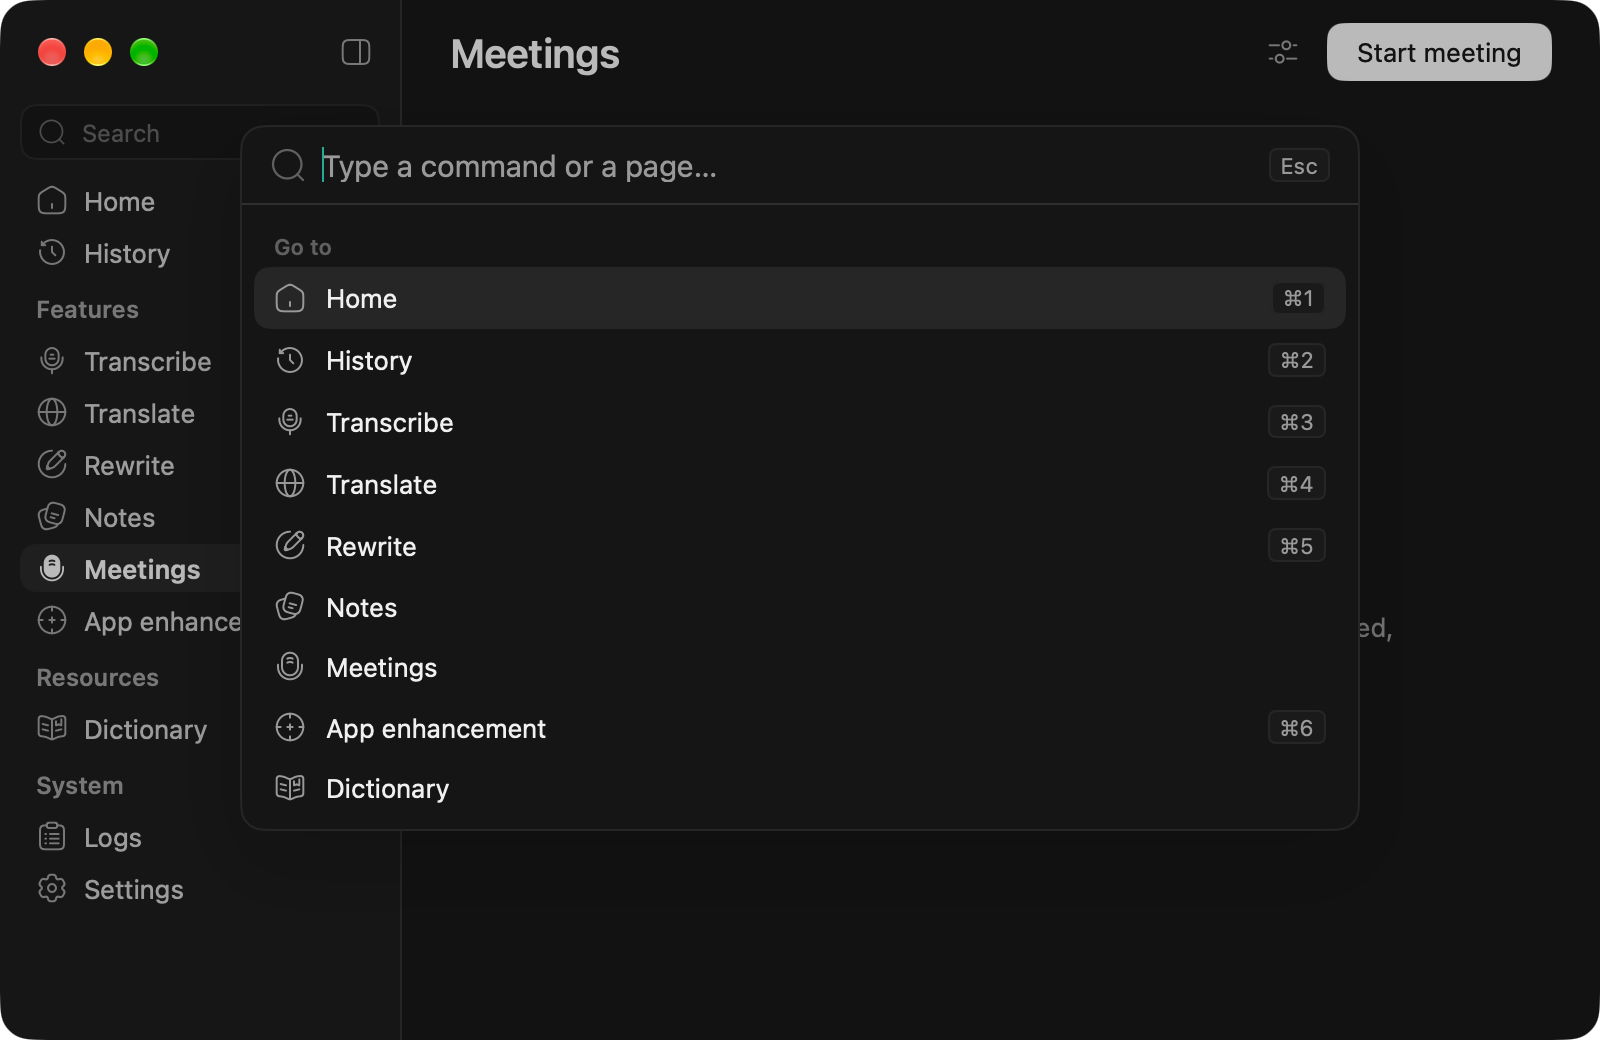 Meetings
Start meeting
Search
Type a command or a page...
Esc
Home
History
Features
Transcribe
Translate
Rewrite
Notes
Meetings
App enhance
Resources
Dictionary
System
Logs
Settings
Go to
Home ⌘1
History ⌘2
Transcribe ⌘3
Translate ⌘4
Rewrite ⌘5
Notes
Meetings
App enhancement ⌘6
Dictionary
ed,